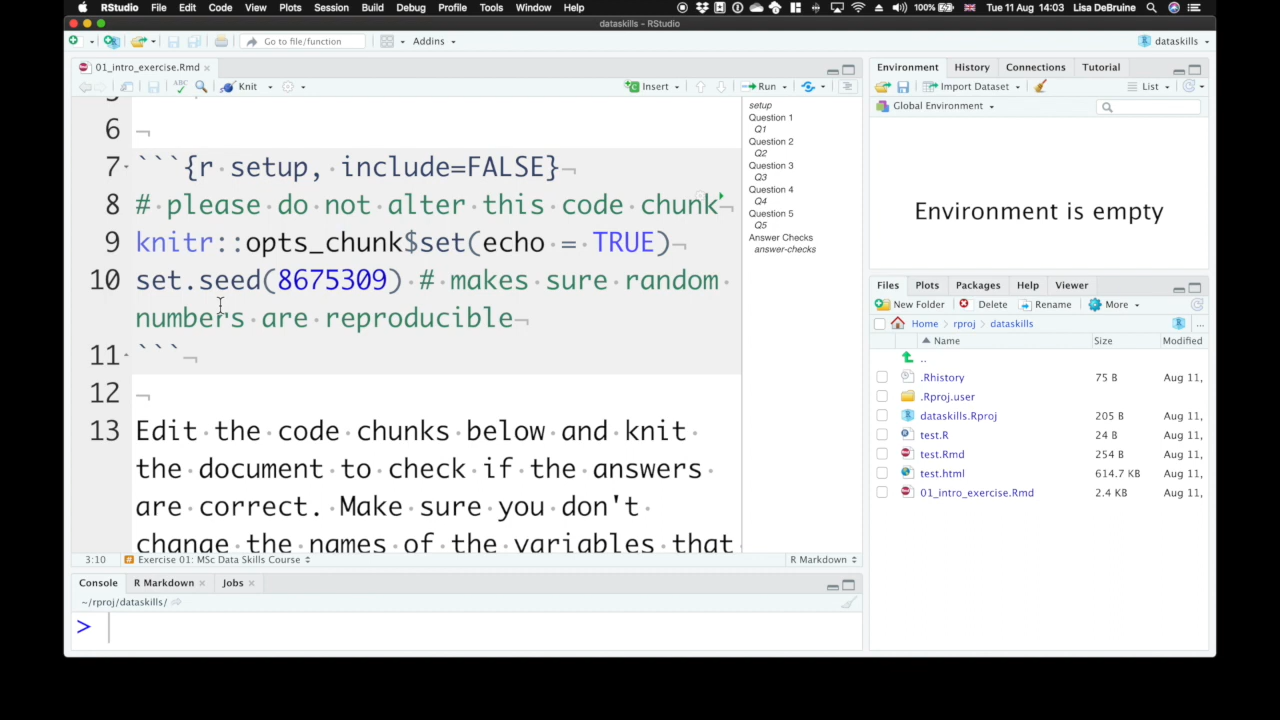 RStudio File Edit Code View Plots Session Build Debug Profile Tools Window Help 100% Tue 11 Aug 14:03 Lisa DeBruine
dataskills - RStudio
Go to file/function Addins dataskills
01_intro_exercise.Rmd
ABC Knit Insert Run
6 ¬
7 ```{r·setup,·include=FALSE}¬
8 #·please·do·not·alter·this·code·chunk¬
9 knitr::opts_chunk$set(echo·=·TRUE)¬
10 set.seed(8675309)·#·makes·sure·random·
numbers·are·reproducible¬
11 ```¬
12 ¬
13 Edit·the·code·chunks·below·and·knit·
the·document·to·check·if·the·answers·
are·correct.·Make·sure·you·don't·
change·the·names·of·the·variables·that·
setup
Question 1
Q1
Question 2
Q2
Question 3
Q3
Question 4
Q4
Question 5
Q5
Answer Checks
answer-checks
3:10 # Exercise 01: MSc Data Skills Course R Markdown
Console R Markdown Jobs
~/rproj/dataskills/
>
Environment History Connections Tutorial
Import Dataset List
Global Environment
Environment is empty
Files Plots Packages Help Viewer
New Folder Delete Rename More
Home rproj dataskills ...
Name Size Modified
..
.Rhistory 75 B Aug 11,
.Rproj.user
dataskills.Rproj 205 B Aug 11,
test.R 24 B Aug 11,
test.Rmd 254 B Aug 11,
test.html 614.7 KB Aug 11,
01_intro_exercise.Rmd 2.4 KB Aug 11,